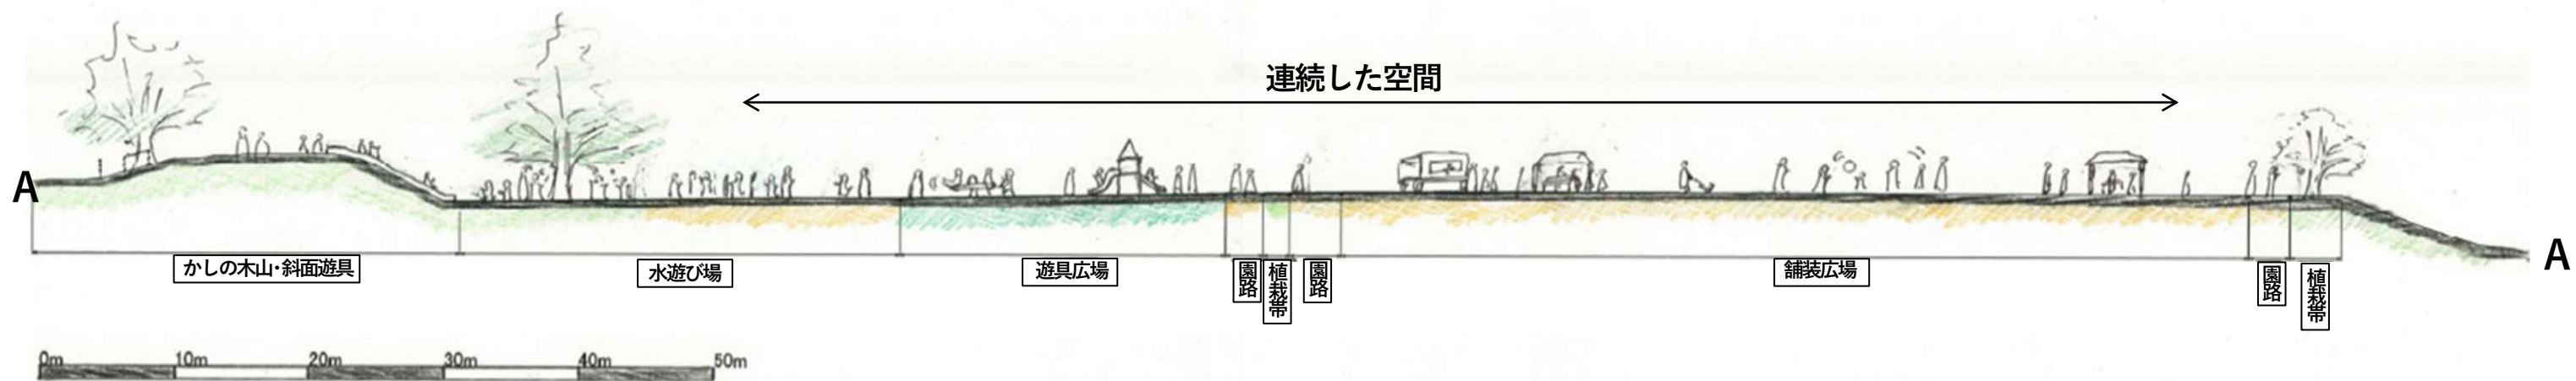 連続した空間
A
A
かしの木山・斜面遊具
水遊び場
遊具広場
園路
植栽帯
園路
舗装広場
園路
植栽帯
0m 10m 20m 30m 40m 50m